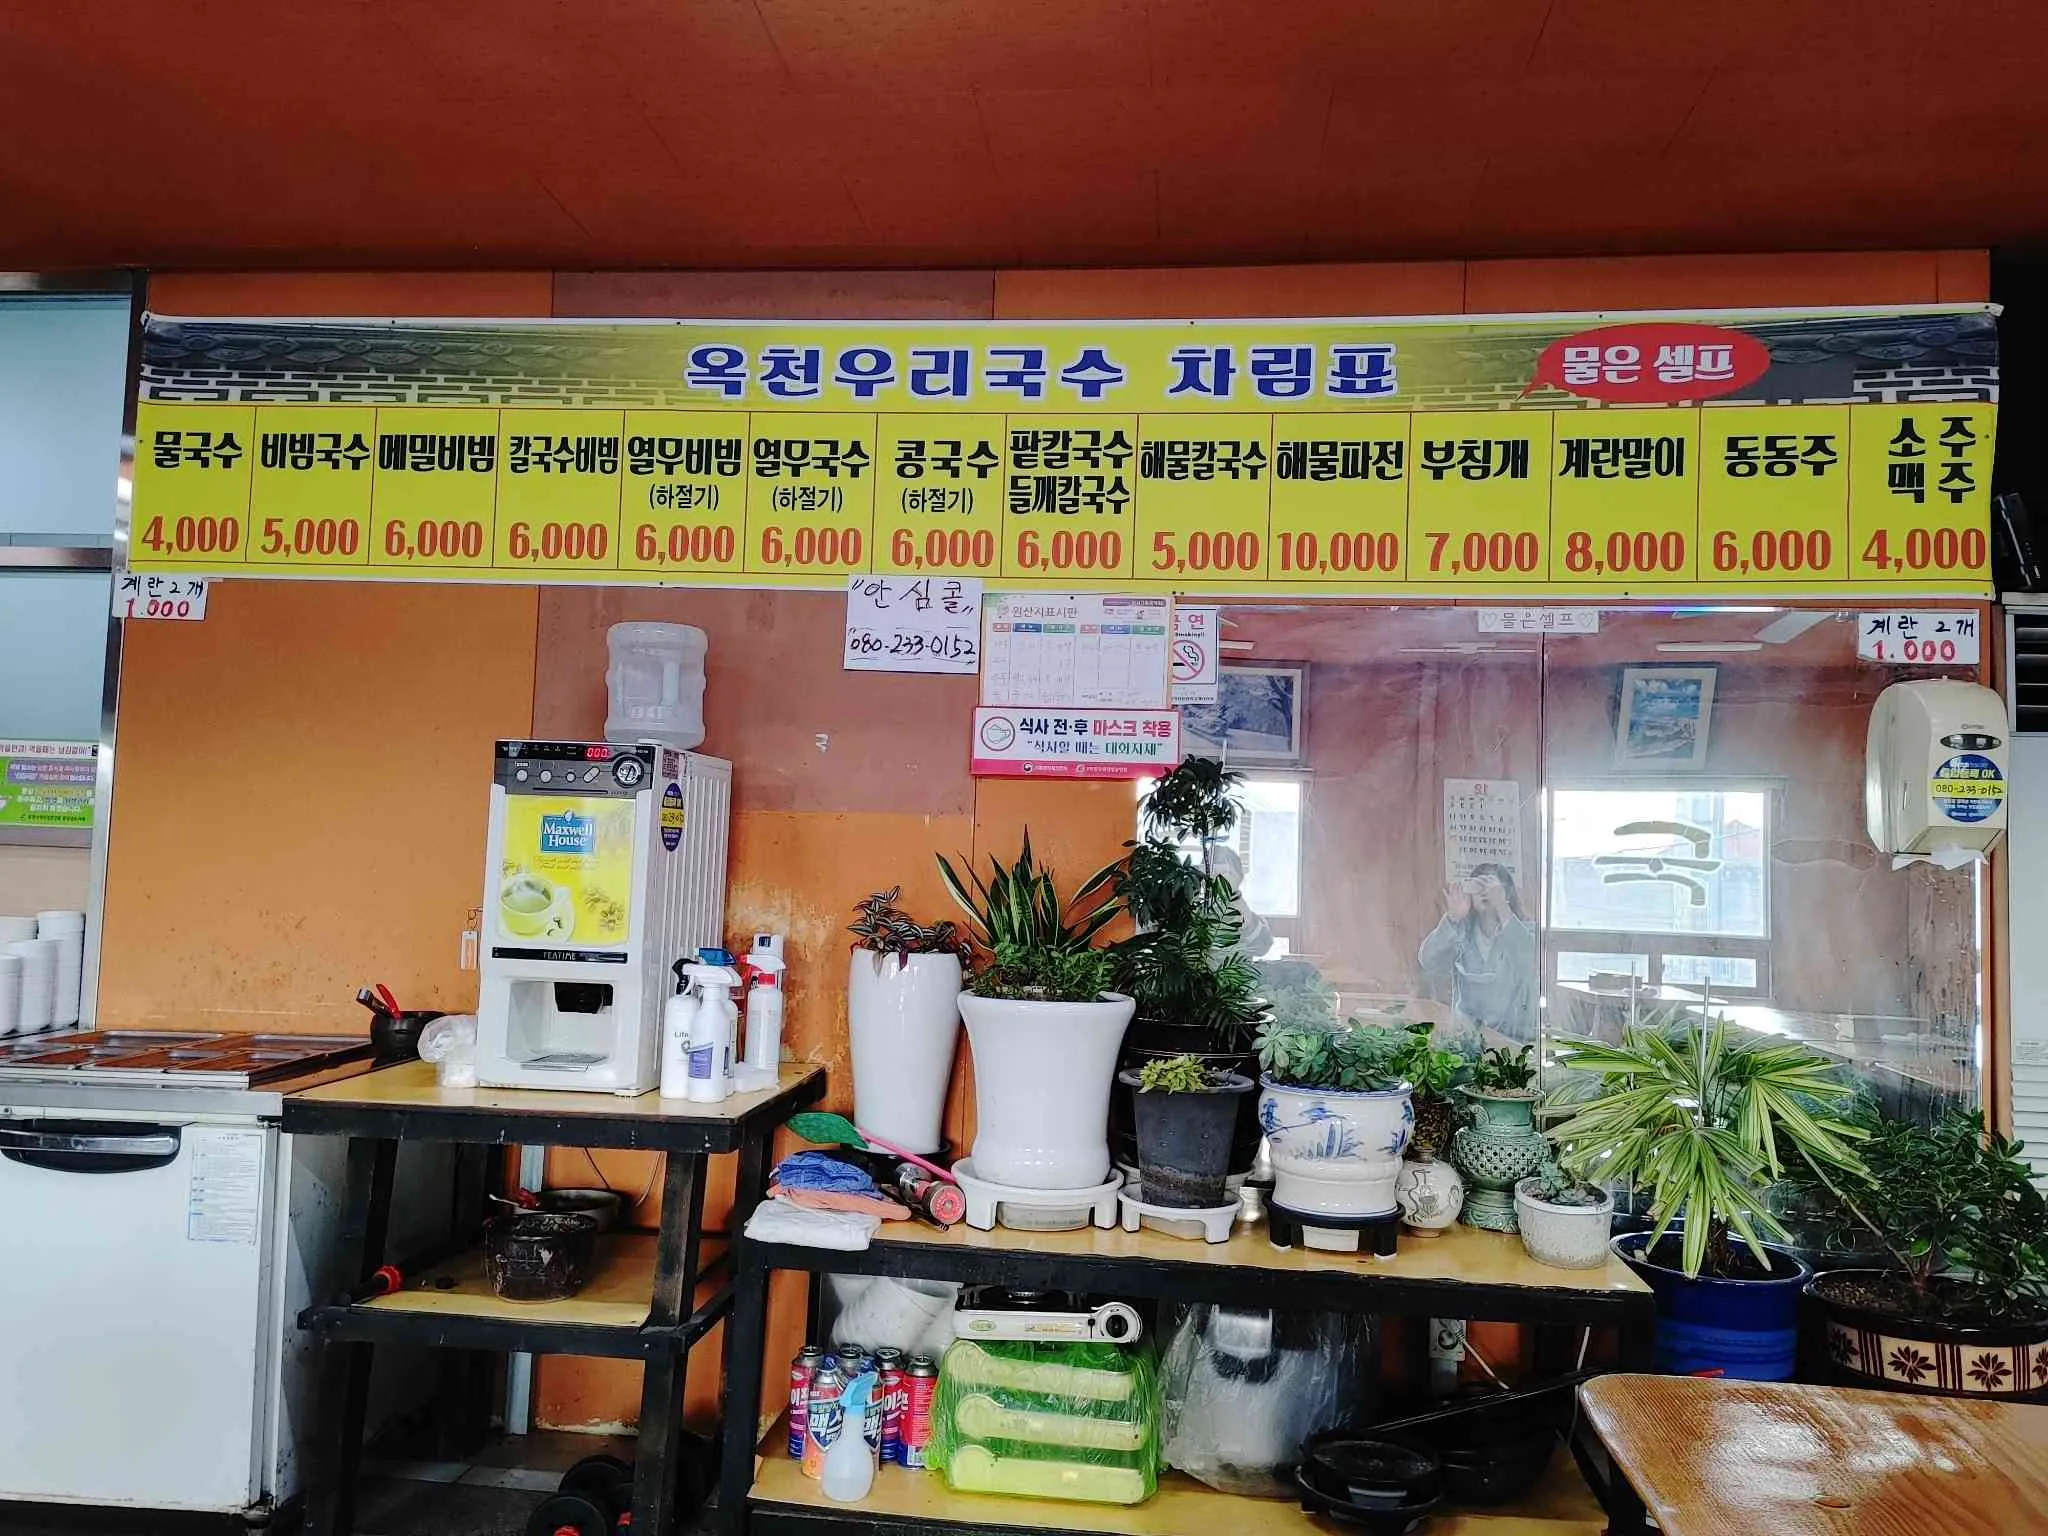 옥천우리국수 차림표
물은 셀프
물국수
4,000
비빔국수
5,000
메밀비빔
6,000
칼국수비빔
6,000
열무비빔
(하절기)
6,000
열무국수
(하절기)
6,000
콩국수
(하절기)
6,000
팥칼국수
들깨칼국수
6,000
해물칼국수
5,000
해물파전
10,000
부침개
7,000
계란말이
8,000
동동주
6,000
소주
맥주
4,000
계란 2개
1.000
"안심콜"
"080-233-0152
원산지표시판
금연
♡물은셀프♡
계란 2개
1.000
식사 전·후 마스크 착용
"식사할 때는 대화자제"
000
Maxwell
House
TEATIME
080-233-0152